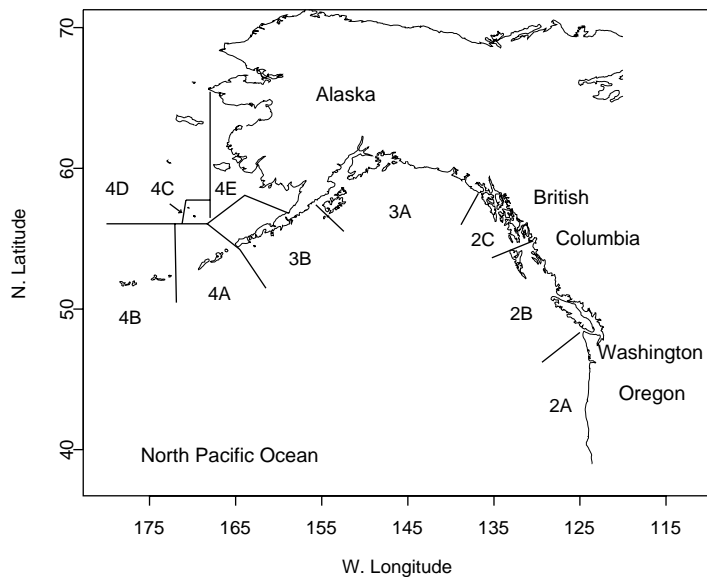 70
Alaska
60
4D
4C
4E
British
3A
2C
Columbia
3B
4A
50
4B
2B
Washington
2A
Oregon
40
North Pacific Ocean
N. Latitude
175
165
155
145
135
125
115
W. Longitude